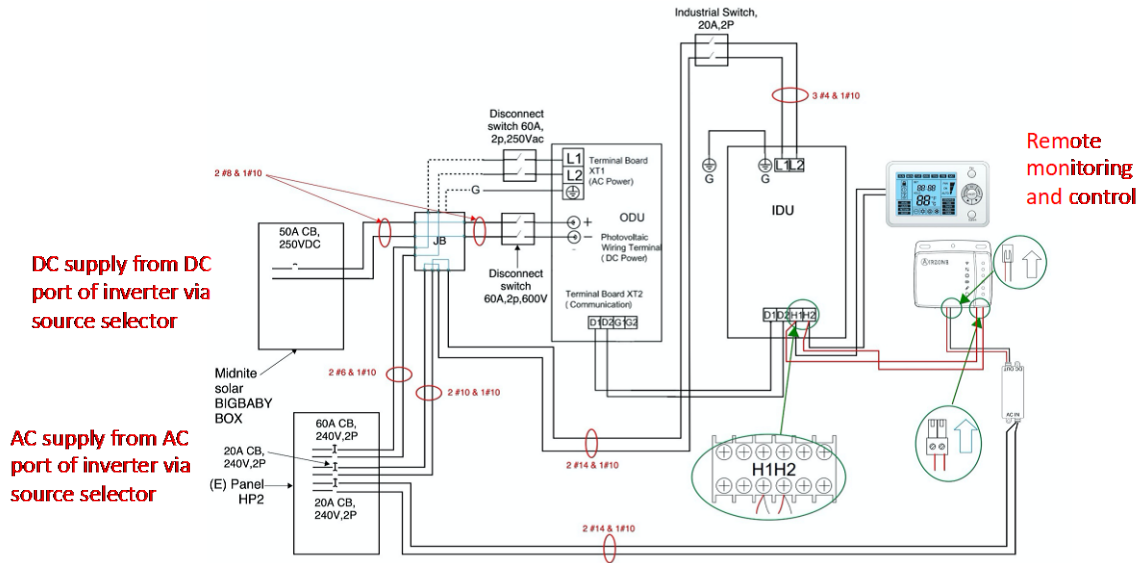 Industrial Switch,
20A,2P
3 #4 & 1#10
Disconnect
switch 60A,
2p,250Vac
L1
L2
Terminal Board
XT1
(AC Power)
G
2 #8 & 1#10
ODU
+
-
Photovoltaic
Wiring Terminal
( DC Power)
-
JB
Disconnect
switch
60A,2p,600V
Terminal Board XT2
( Communication)
D1 D2 G1 G2
G
G
L1 L2
IDU
D1 D2 H1 H2
Remote
monitoring
and control
88:88
88
AIRZONE
50A CB,
250VDC
DC supply from DC
port of inverter via
source selector
Midnite
solar
BIGBABY
BOX
2 #6 & 1#10
2 #10 & 1#10
AC supply from AC
port of inverter via
source selector
60A CB,
240V,2P
20A CB,
240V,2P
(E) Panel
HP2
20A CB,
240V,2P
2 #14 & 1#10
H1H2
DC OUT
AC IN
2 #14 & 1#10